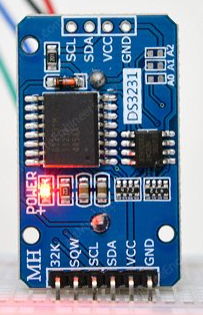 SCL
SDA
VCC
GND
A0 A1 A2
DS3231
POWER
+
MH
32K
SQW
SCL
SDA
VCC
GND